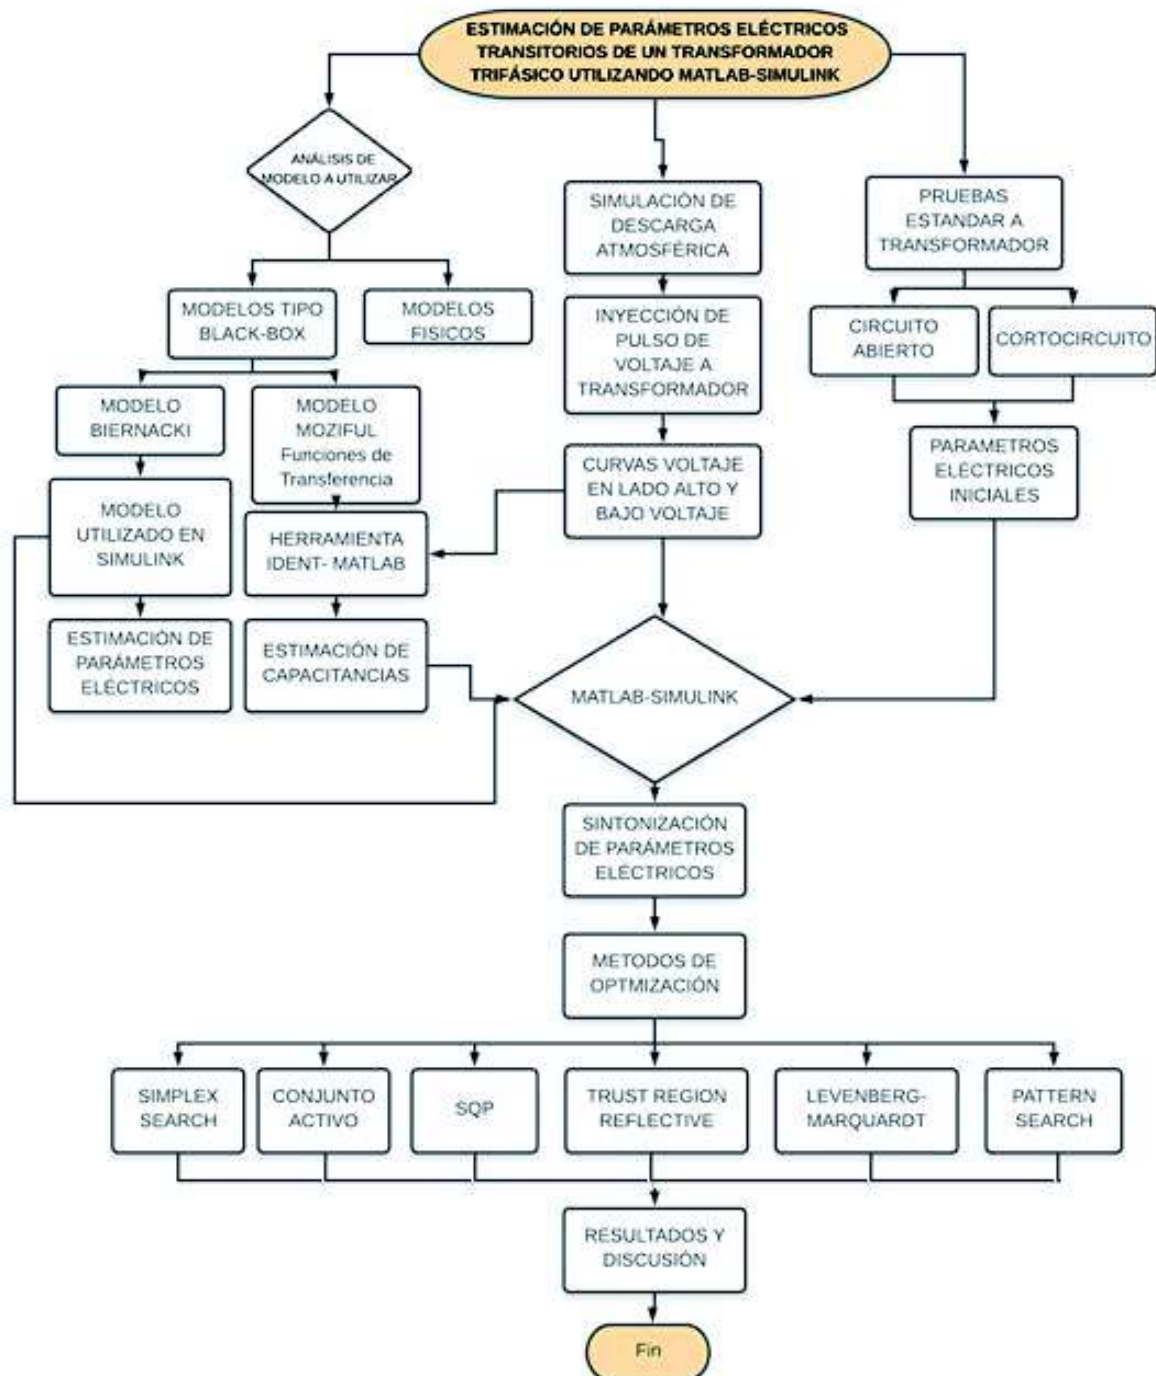 ESTIMACIÓN DE PARÁMETROS ELÉCTRICOS
TRANSITORIOS DE UN TRANSFORMADOR
TRIFÁSICO UTILIZANDO MATLAB-SIMULINK
ANÁLISIS DE
MODELO A UTILIZAR
SIMULACIÓN DE
DESCARGA
ATMOSFÉRICA
PRUEBAS
ESTANDAR A
TRANSFORMADOR
MODELOS TIPO
BLACK-BOX
MODELOS
FISICOS
INYECCIÓN DE
PULSO DE
VOLTAJE A
TRANSFORMADOR
CIRCUITO
ABIERTO
CORTOCIRCUITO
MODELO
BIERNACKI
MODELO
MOZIFUL
Funciones de
Transferencia
CURVAS VOLTAJE
EN LADO ALTO Y
BAJO VOLTAJE
PARAMETROS
ELÉCTRICOS
INICIALES
MODELO
UTILIZADO EN
SIMULINK
HERRAMIENTA
IDENT- MATLAB
ESTIMACIÓN DE
PARÁMETROS
ELÉCTRICOS
ESTIMACIÓN DE
CAPACITANCIAS
MATLAB-SIMULINK
SINTONIZACIÓN
DE PARÁMETROS
ELÉCTRICOS
METODOS DE
OPTMIZACIÓN
SIMPLEX
SEARCH
CONJUNTO
ACTIVO
SQP
TRUST REGION
REFLECTIVE
LEVENBERG-
MARQUARDT
PATTERN
SEARCH
RESULTADOS Y
DISCUSIÓN
Fin